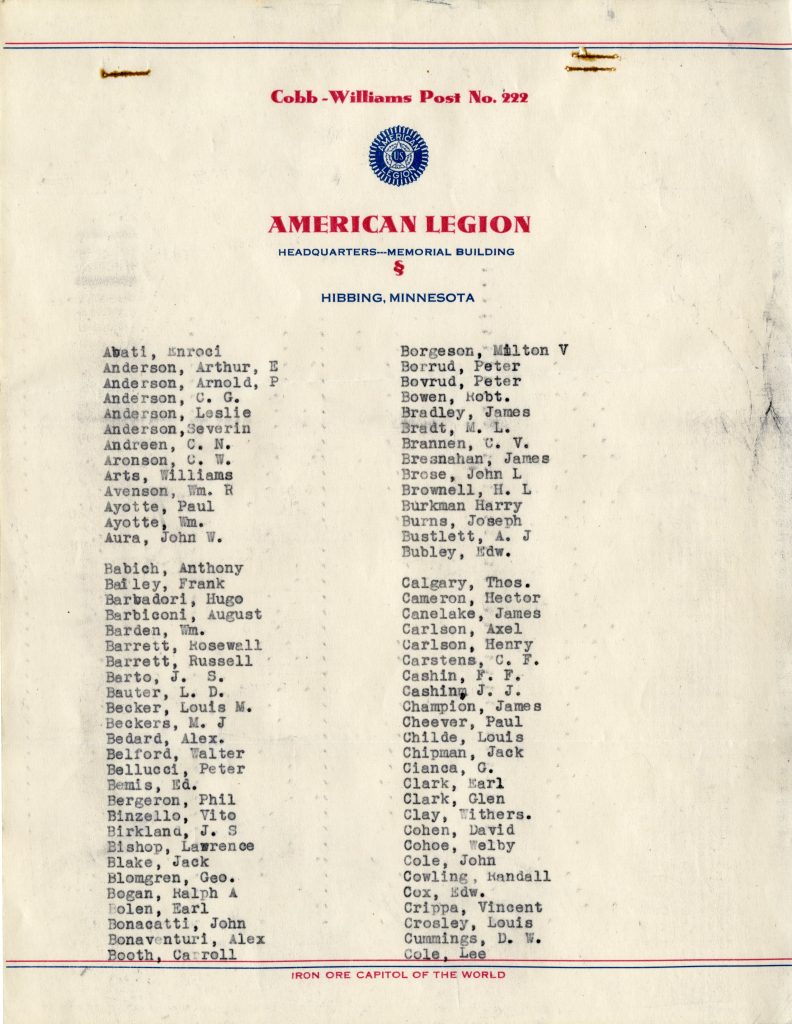 Cobb-Williams Post No. 222
AMERICAN LEGION
US
AMERICAN LEGION
HEADQUARTERS---MEMORIAL BUILDING
§
HIBBING, MINNESOTA
Abati, Enroci
Anderson, Arthur, E
Anderson, Arnold, P
Anderson, C. G.
Anderson, Leslie
Anderson,Severin
Andreen, C. N.
Aronson, C. W.
Arts, Williams
Avenson, Wm. R
Ayotte, Paul
Ayotte, Wm.
Aura, John W.
Babich, Anthony
Bailey, Frank
Barbadori, Hugo
Barbiconi, August
Barden, Wm.
Barrett, Rosewall
Barrett, Russell
Barto, J. S.
Bauter, L. D.
Becker, Louis M.
Beckers, M. J
Bedard, Alex.
Belford, Walter
Bellucci, Peter
Bemis, Ed.
Bergeron, Phil
Binzello, Vito
Birkland, J. S
Bishop, Lawrence
Blake, Jack
Blomgren, Geo.
Bogan, Ralph A
Bolen, Earl
Bonacatti, John
Bonaventuri, Alex
Booth, Carroll
Borgeson, Milton V
Borrud, Peter
Bovrud, Peter
Bowen, Robt.
Bradley, James
Bradt, M. L.
Brannen, C. V.
Bresnahan, James
Brose, John L
Brownell, H. L
Burkman Harry
Burns, Joseph
Bustlett, A. J
Bubley, Edw.
Calgary, Thos.
Cameron, Hector
Canelake, James
Carlson, Axel
Carlson, Henry
Carstens, C. F.
Cashin, F. F.
Cashin, J. J.
Champion, James
Cheever, Paul
Childe, Louis
Chipman, Jack
Cianca, G.
Clark, Earl
Clark, Glen
Clay, Withers.
Cohen, David
Cohoe, Welby
Cole, John
Cowling, Randall
Cox, Edw.
Crippa, Vincent
Crosley, Louis
Cummings, D. W.
Cole, Lee
IRON ORE CAPITOL OF THE WORLD